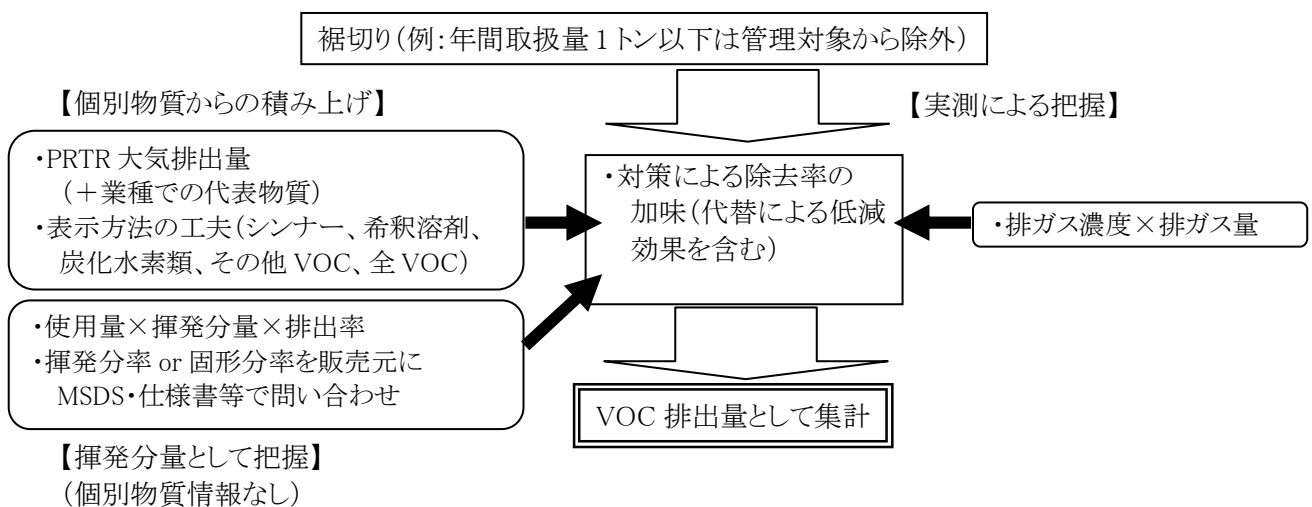 裾切り（例：年間取扱量１トン以下は管理対象から除外）
【個別物質からの積み上げ】
・PRTR 大気排出量
（＋業種での代表物質）
・表示方法の工夫（シンナー、希釈溶剤、
炭化水素類、その他 VOC、全 VOC）
・使用量×揮発分量×排出率
・揮発分率 or 固形分率を販売元に
MSDS・仕様書等で問い合わせ
【揮発分量として把握】
（個別物質情報なし）
・対策による除去率の
加味（代替による低減
効果を含む）
【実測による把握】
・排ガス濃度×排ガス量
VOC 排出量として集計